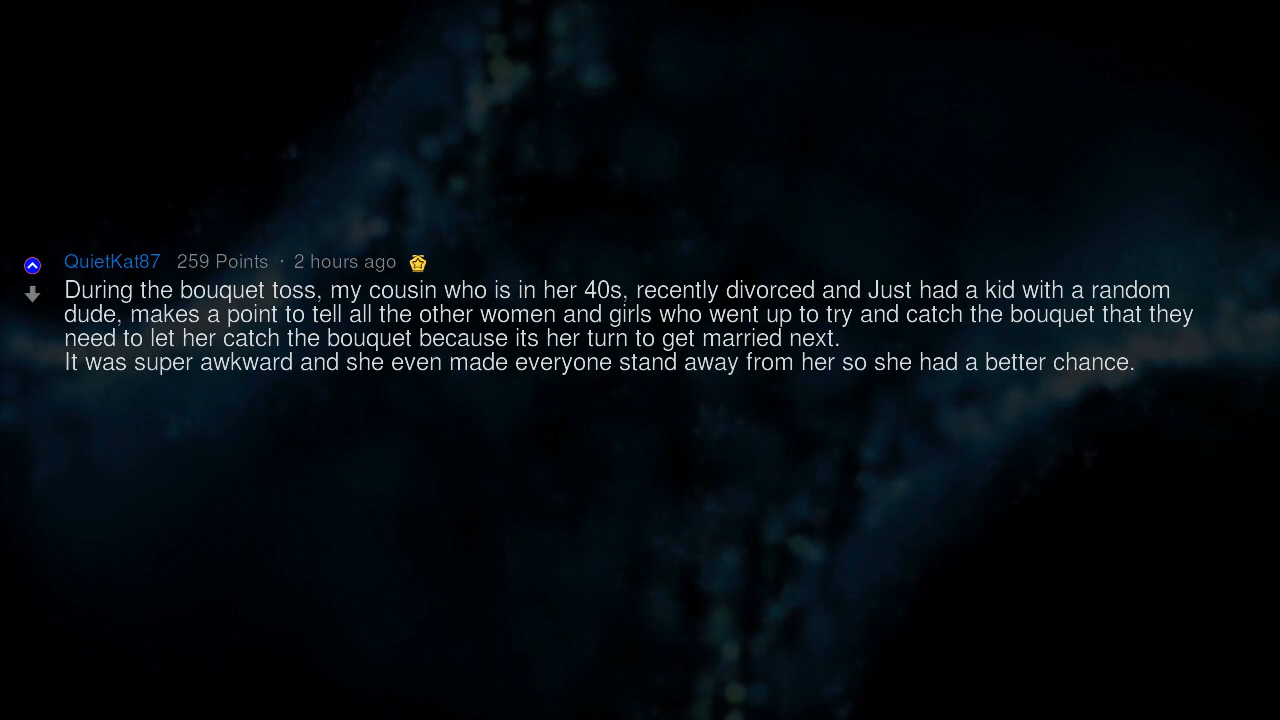 QuietKat87 259 Points · 2 hours ago
During the bouquet toss, my cousin who is in her 40s, recently divorced and Just had a kid with a random
dude, makes a point to tell all the other women and girls who went up to try and catch the bouquet that they
need to let her catch the bouquet because its her turn to get married next.
It was super awkward and she even made everyone stand away from her so she had a better chance.